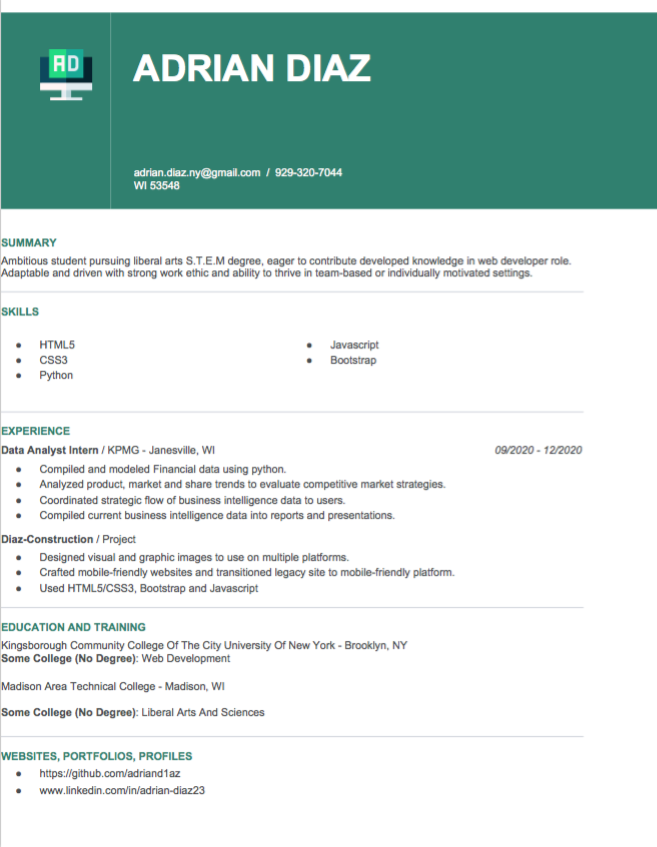 AD
ADRIAN DIAZ
adrian.diaz.ny@gmail.com / 929-320-7044
WI 53548
SUMMARY
Ambitious student pursuing liberal arts S.T.E.M degree, eager to contribute developed knowledge in web developer role.
Adaptable and driven with strong work ethic and ability to thrive in team-based or individually motivated settings.
SKILLS
● HTML5
● CSS3
● Python
● Javascript
● Bootstrap
EXPERIENCE
Data Analyst Intern / KPMG - Janesville, WI 09/2020 - 12/2020
● Compiled and modeled Financial data using python.
● Analyzed product, market and share trends to evaluate competitive market strategies.
● Coordinated strategic flow of business intelligence data to users.
● Compiled current business intelligence data into reports and presentations.
Diaz-Construction / Project
● Designed visual and graphic images to use on multiple platforms.
● Crafted mobile-friendly websites and transitioned legacy site to mobile-friendly platform.
● Used HTML5/CSS3, Bootstrap and Javascript
EDUCATION AND TRAINING
Kingsborough Community College Of The City University Of New York - Brooklyn, NY
Some College (No Degree): Web Development
Madison Area Technical College - Madison, WI
Some College (No Degree): Liberal Arts And Sciences
WEBSITES, PORTFOLIOS, PROFILES
● https://github.com/adriand1az
● www.linkedin.com/in/adrian-diaz23